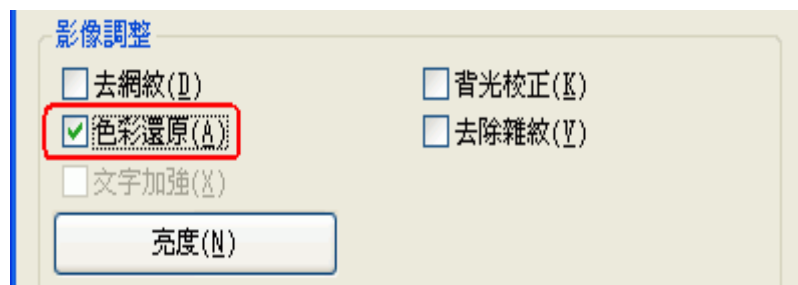 影像調整
去網紋(D) 背光校正(K)
色彩還原(A) 去除雜紋(V)
文字加強(X)
亮度(N)